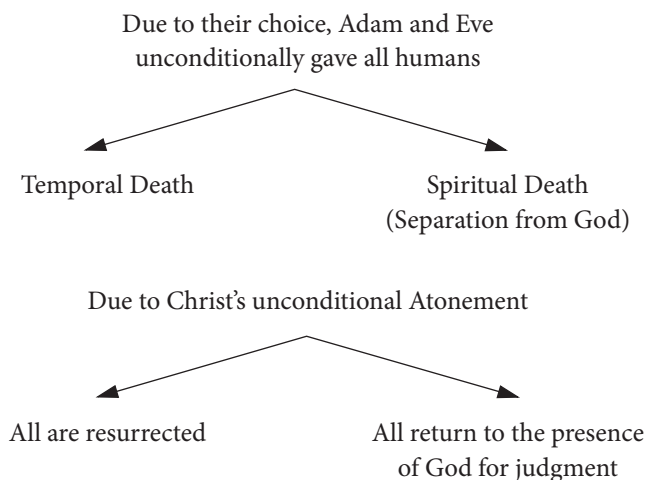 Due to their choice, Adam and Eve
unconditionally gave all humans
Temporal Death
Spiritual Death
(Separation from God)
Due to Christ’s unconditional Atonement
All are resurrected
All return to the presence
of God for judgment